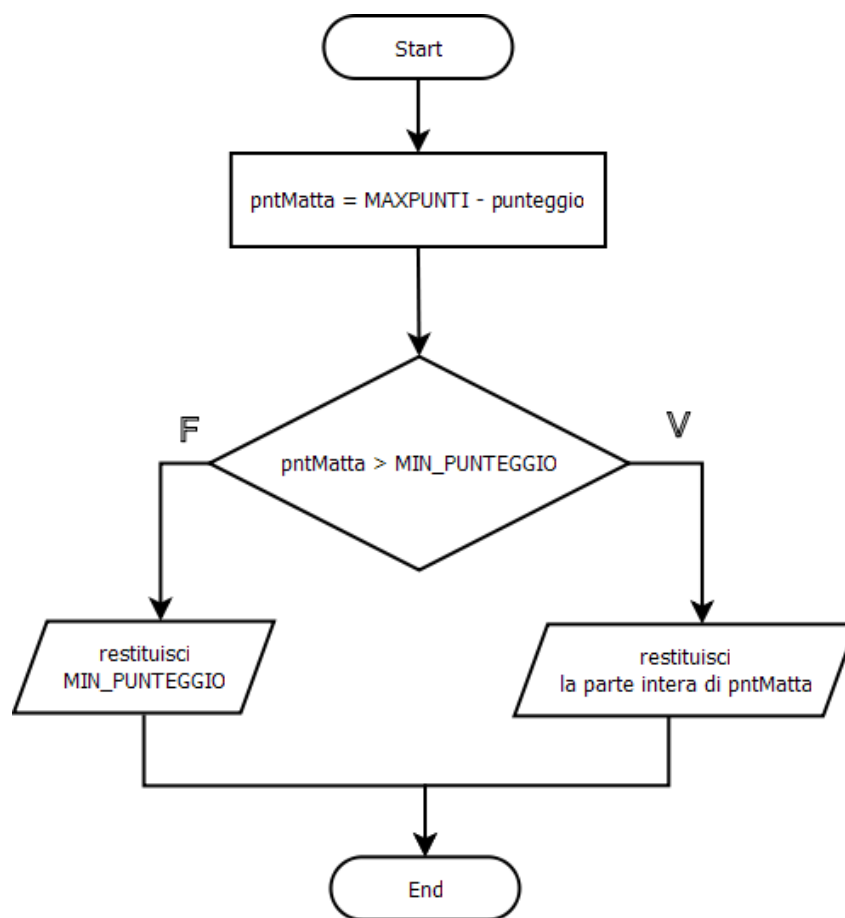 Start
pntMatta = MAXPUNTI - punteggio
F
V
pntMatta > MIN_PUNTEGGIO
restituisci
MIN_PUNTEGGIO
restituisci
la parte intera di pntMatta
End